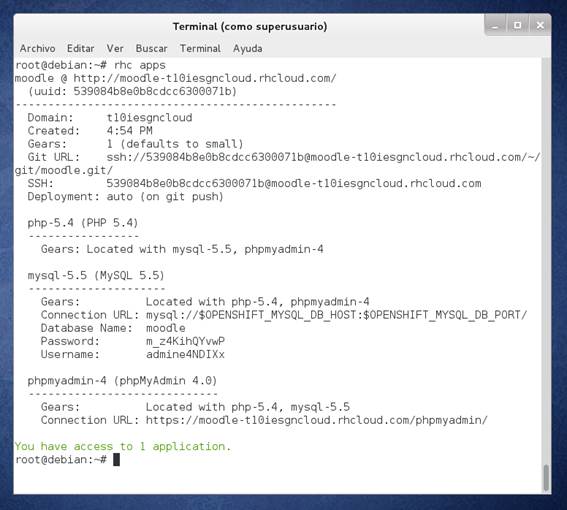 Terminal (como superusuario)
Archivo Editar Ver Buscar Terminal Ayuda
root@debian:~# rhc apps
moodle @ http://moodle-t10iesgncloud.rhcloud.com/
(uuid: 539084b8e0b8cdcc6300071b)
-------------------------------------------------
Domain: t10iesgncloud
Created: 4:54 PM
Gears: 1 (defaults to small)
Git URL: ssh://539084b8e0b8cdcc6300071b@moodle-t10iesgncloud.rhcloud.com/~/
git/moodle.git/
SSH: 539084b8e0b8cdcc6300071b@moodle-t10iesgncloud.rhcloud.com
Deployment: auto (on git push)
php-5.4 (PHP 5.4)
-----------------
Gears: Located with mysql-5.5, phpmyadmin-4
mysql-5.5 (MySQL 5.5)
---------------------
Gears: Located with php-5.4, phpmyadmin-4
Connection URL: mysql://$OPENSHIFT_MYSQL_DB_HOST:$OPENSHIFT_MYSQL_DB_PORT/
Database Name: moodle
Password: m_z4KihQYvwP
Username: admine4NDIXx
phpmyadmin-4 (phpMyAdmin 4.0)
-----------------------------
Gears: Located with php-5.4, mysql-5.5
Connection URL: https://moodle-t10iesgncloud.rhcloud.com/phpmyadmin/
You have access to 1 application.
root@debian:~#